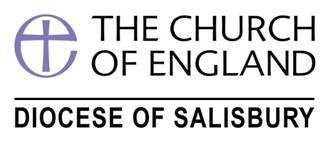 THE CHURCH
OF ENGLAND
DIOCESE OF SALISBURY